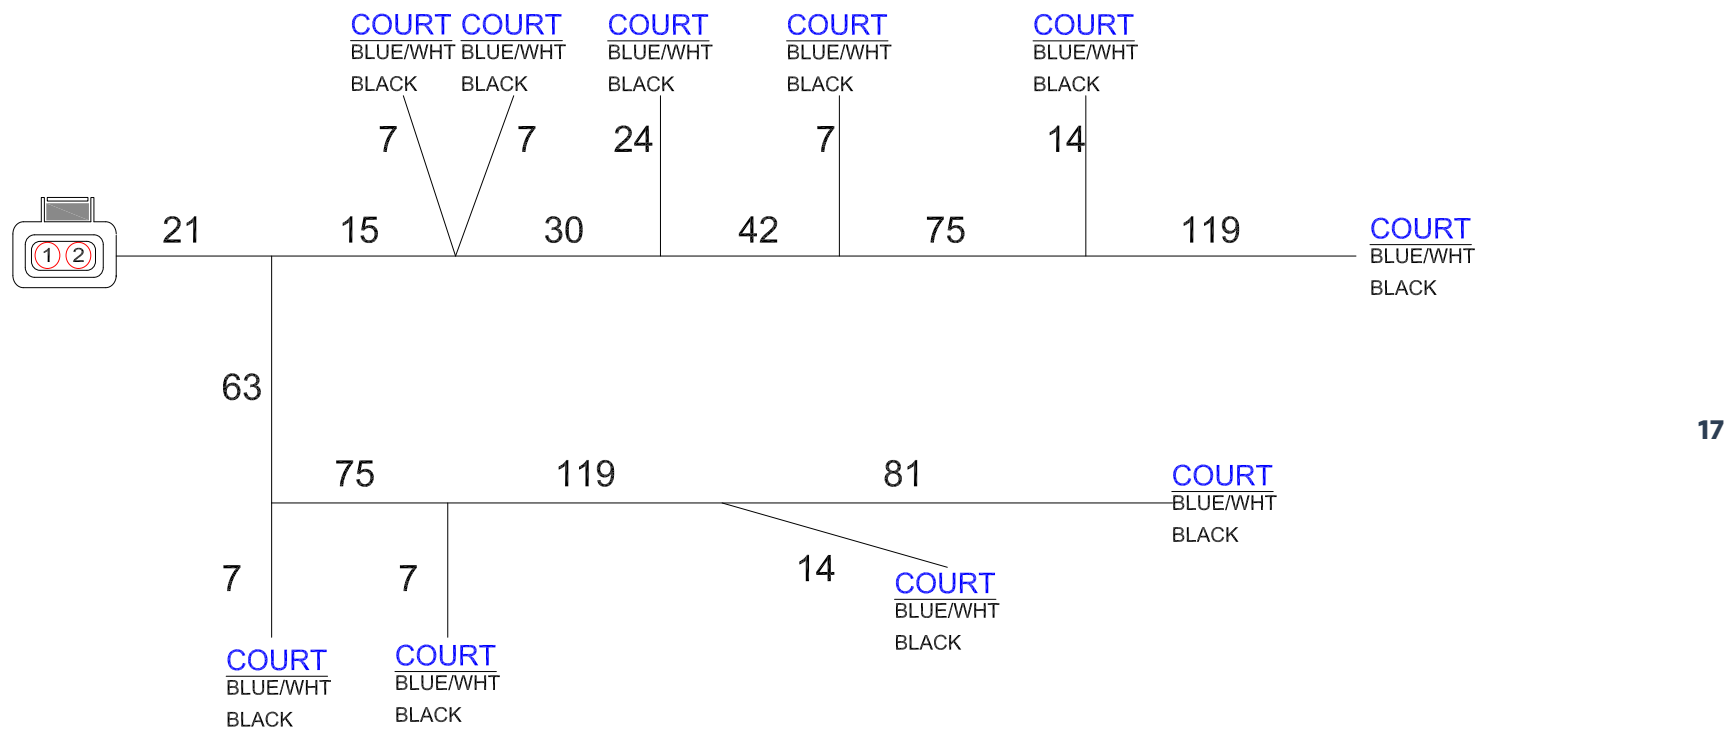 COURT COURT COURT COURT COURT
BLUE/WHT BLUE/WHT BLUE/WHT BLUE/WHT BLUE/WHT
BLACK BLACK BLACK BLACK BLACK
7 7 24 7 14
21 15 30 42 75 119 COURT
1 2 BLUE/WHT
BLACK
63
17
75 119 81 COURT
BLUE/WHT
BLACK
7 7 14 COURT
BLUE/WHT
BLACK
COURT COURT
BLUE/WHT BLUE/WHT
BLACK BLACK